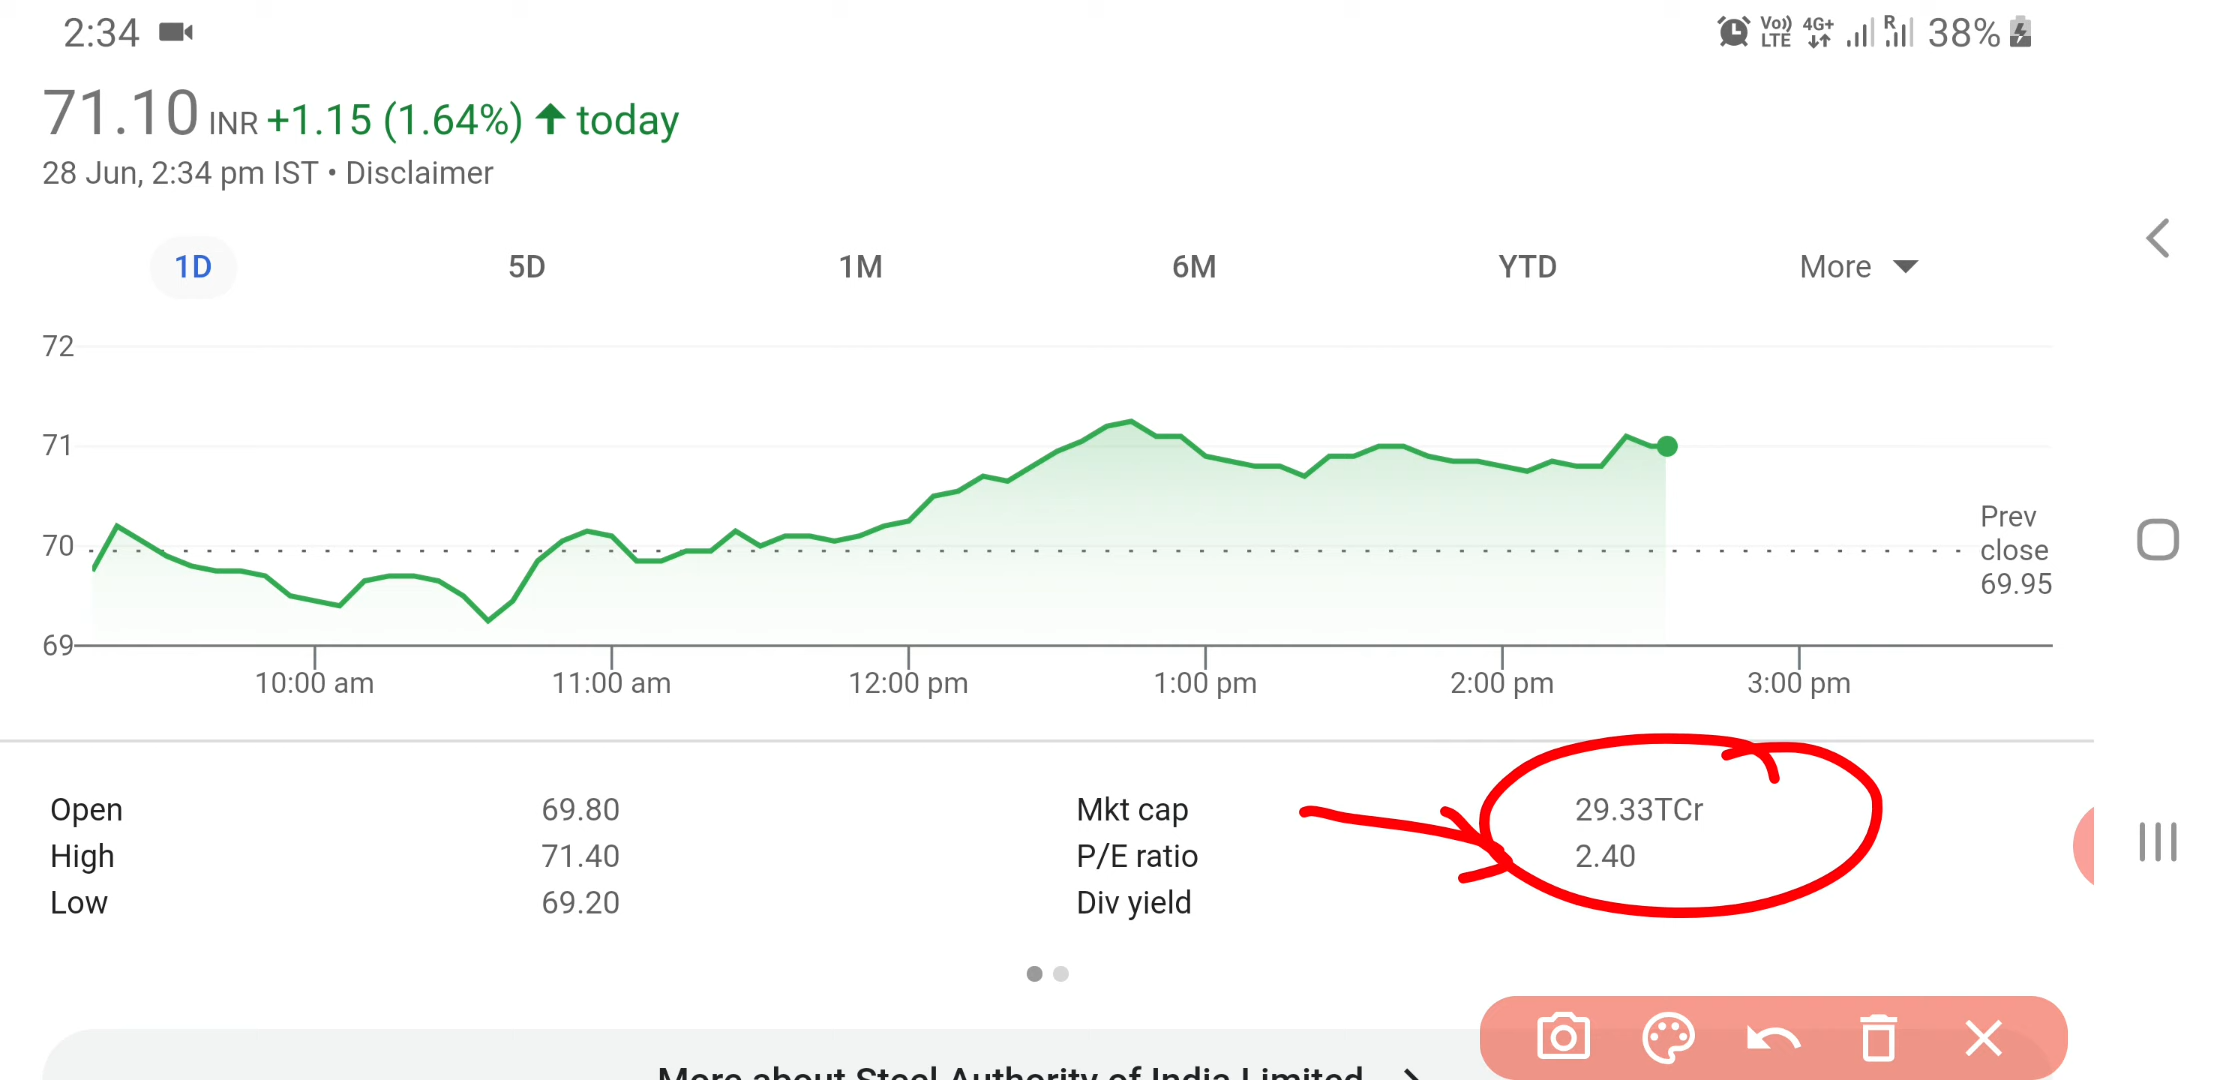 2:34 Vo)) LTE 4G+ R 38%
71.10 INR +1.15 (1.64%) today
28 Jun, 2:34 pm IST • Disclaimer
1D 5D 1M 6M YTD More
72
71
70
69
Prev
close
69.95
10:00 am 11:00 am 12:00 pm 1:00 pm 2:00 pm 3:00 pm
Open 69.80 Mkt cap 29.33TCr
High 71.40 P/E ratio 2.40
Low 69.20 Div yield
More about Steel Authority of India Limited